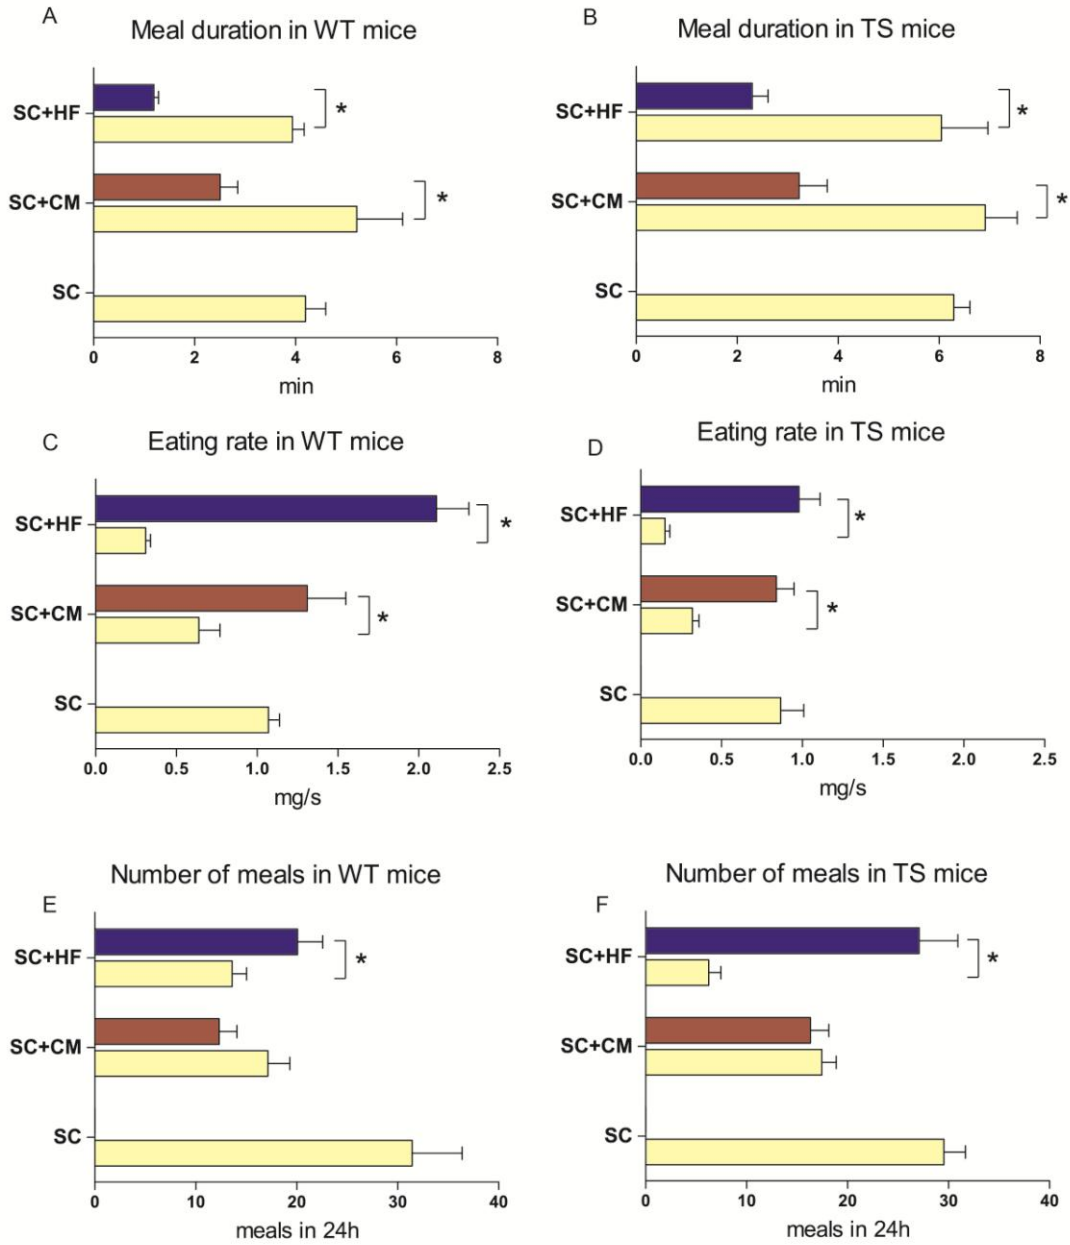 A
Meal duration in WT mice
SC+HF
*
SC+CM
*
SC
0 2 4 6 8
min
B
Meal duration in TS mice
SC+HF
*
SC+CM
*
SC
0 2 4 6 8
min
C
Eating rate in WT mice
SC+HF
*
SC+CM
*
SC
0.0 0.5 1.0 1.5 2.0 2.5
mg/s
D
Eating rate in TS mice
SC+HF
*
SC+CM
*
SC
0.0 0.5 1.0 1.5 2.0 2.5
mg/s
Number of meals in WT mice
E
SC+HF
*
SC+CM
SC
0 10 20 30 40
meals in 24h
Number of meals in TS mice
F
SC+HF
*
SC+CM
SC
0 10 20 30 40
meals in 24h